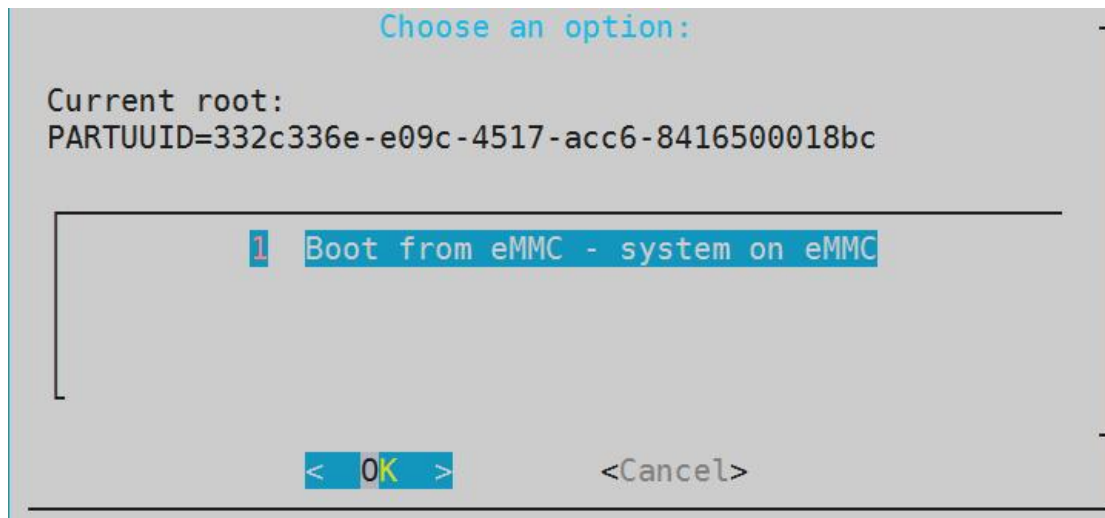 Choose an option:
Current root:
PARTUUID=332c336e-e09c-4517-acc6-8416500018bc
1 Boot from eMMC - system on eMMC
< OK > <Cancel>